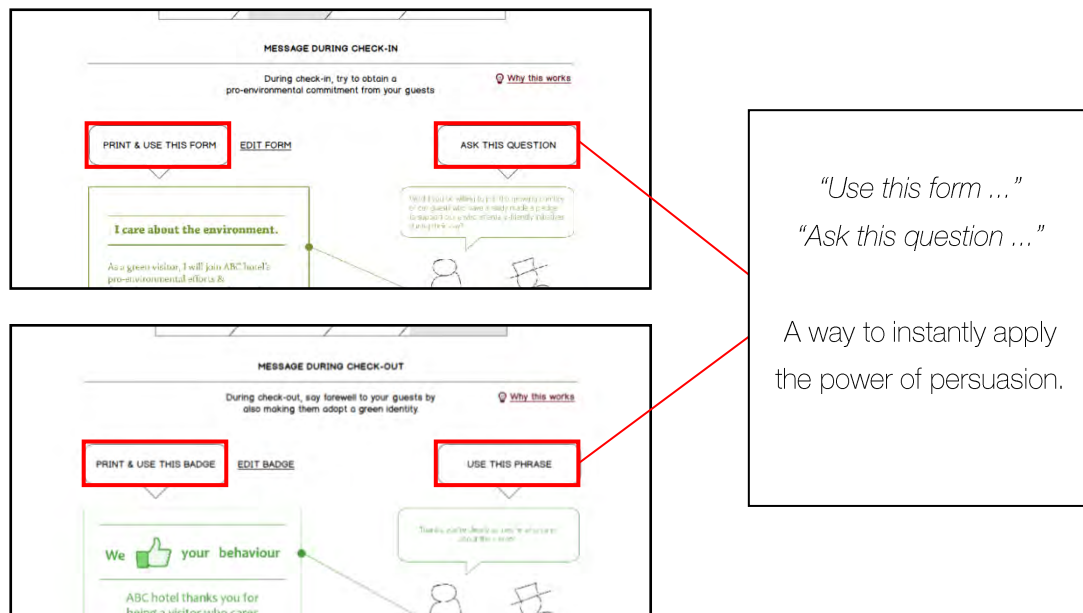 MESSAGE DURING CHECK-IN
During check-in, try to obtain a
pro-environmental commitment from your guests
Why this works
PRINT & USE THIS FORM
EDIT FORM
ASK THIS QUESTION
I care about the environment.
As a green visitor, I will join ABC hotel's
pro-environmental efforts &
MESSAGE DURING CHECK-OUT
During check-out, say farewell to your guests by
also making them adopt a green identity
Why this works
PRINT & USE THIS BADGE
EDIT BADGE
USE THIS PHRASE
We your behaviour
ABC hotel thanks you for
being a visitor who cares
“Use this form ...”
“Ask this question ...”
A way to instantly apply
the power of persuasion.